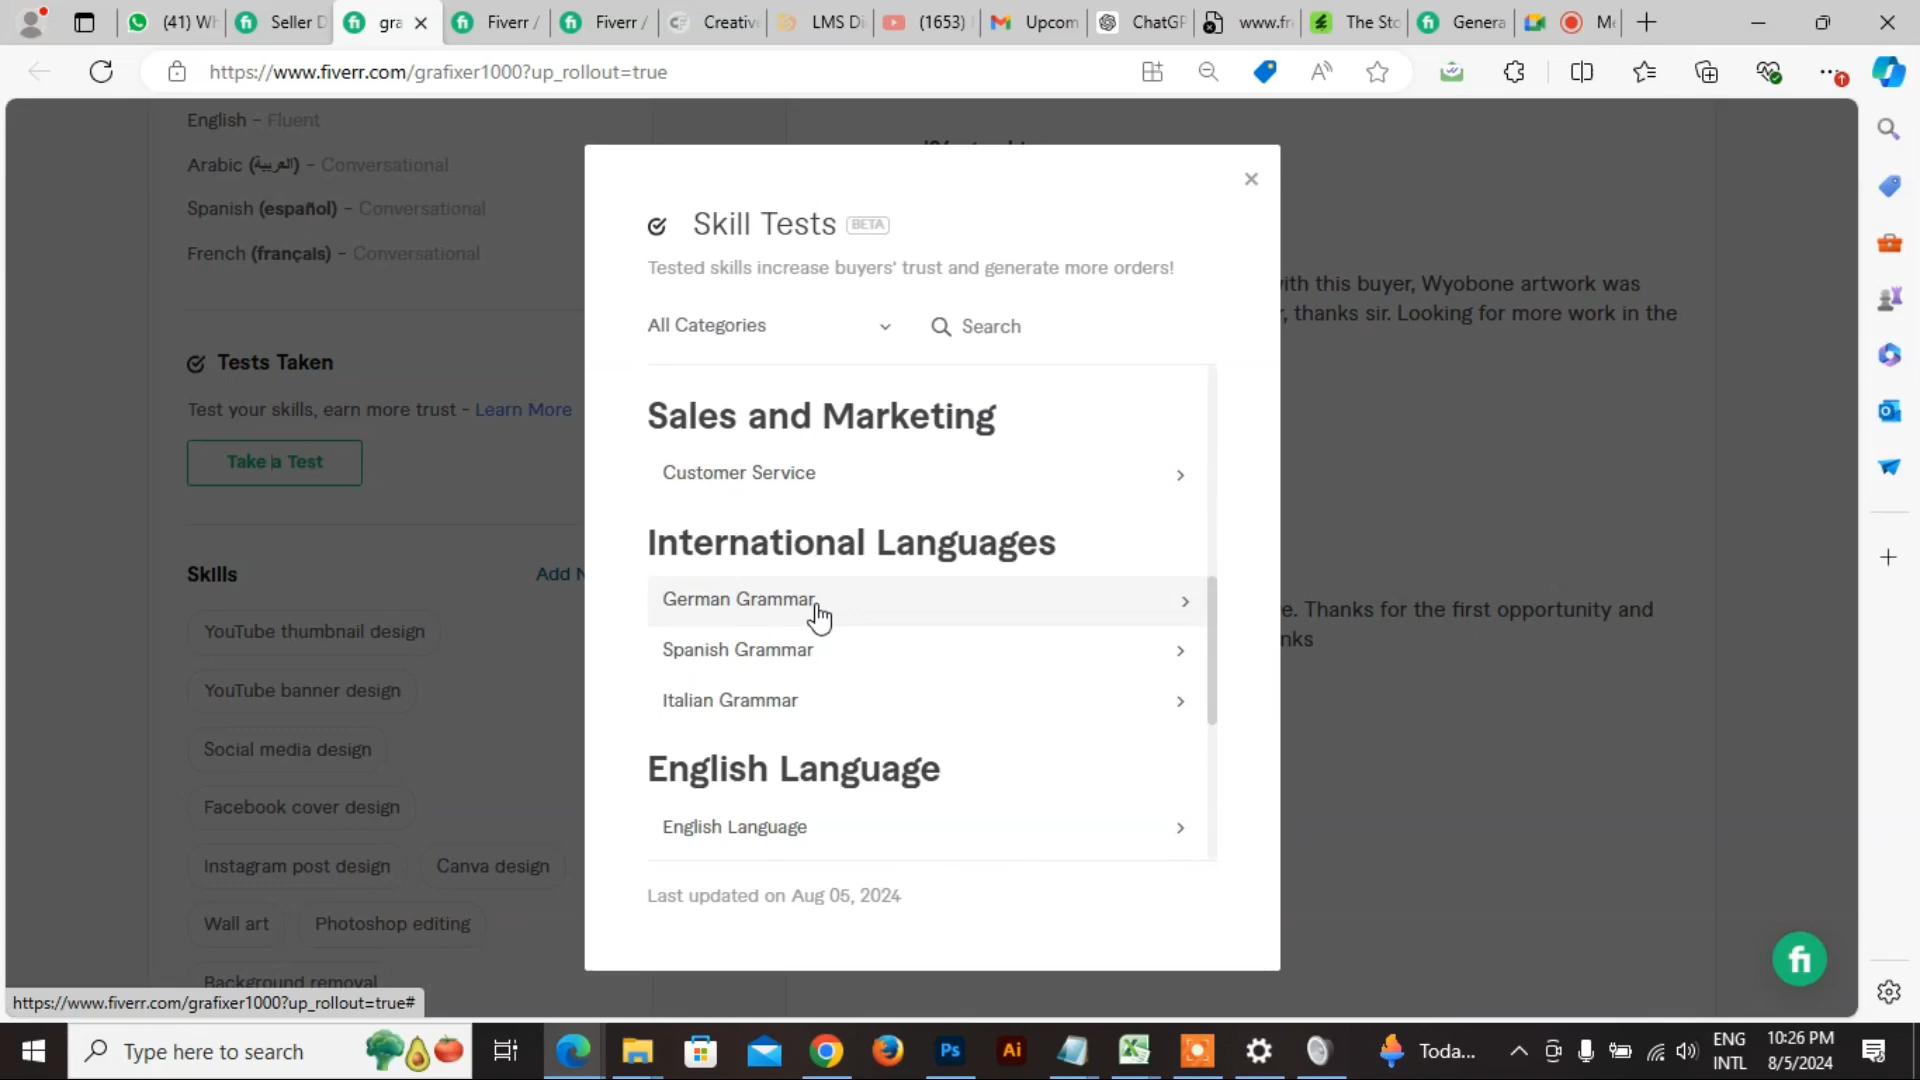 (41) Wh
Seller D
gra
Fiverr /
Fiverr /
Creativ
LMS Di
(1653)
Upcom
ChatGP
www.fr
The Sto
Genera
Me
https://www.fiverr.com/grafixer1000?up_rollout=true
English – Fluent
Arabic (العربية) – Conversational
Spanish (español) – Conversational
French (français) – Conversational
Tests Taken
Test your skills, earn more trust - Learn More
Take a Test
Skills
Add N
YouTube thumbnail design
YouTube banner design
Social media design
Facebook cover design
Instagram post design
Canva design
Wall art
Photoshop editing
Background removal
Skill Tests BETA
Tested skills increase buyers' trust and generate more orders!
All Categories
Search
Sales and Marketing
Customer Service
International Languages
German Grammar
Spanish Grammar
Italian Grammar
English Language
English Language
Last updated on Aug 05, 2024
ith this buyer, Wyobone artwork was
, thanks sir. Looking for more work in the
e. Thanks for the first opportunity and
nks
fi
https://www.fiverr.com/grafixer1000?up_rollout=true#
Type here to search
Ps
Ai
Toda...
ENG
INTL
10:26 PM
8/5/2024